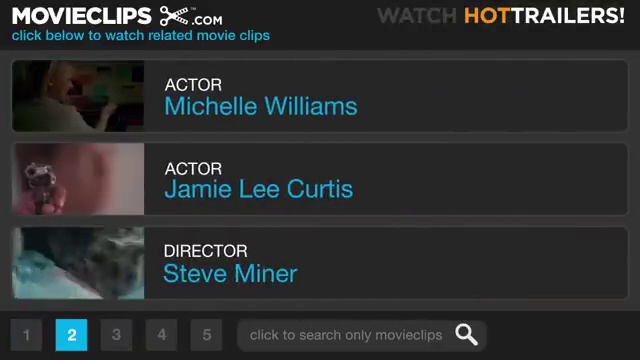 MOVIECLIPS .COM™
WATCH HOTTRAILERS!
click below to watch related movie clips
ACTOR
Michelle Williams
ACTOR
Jamie Lee Curtis
DIRECTOR
Steve Miner
1 2 3 4 5 click to search only movieclips